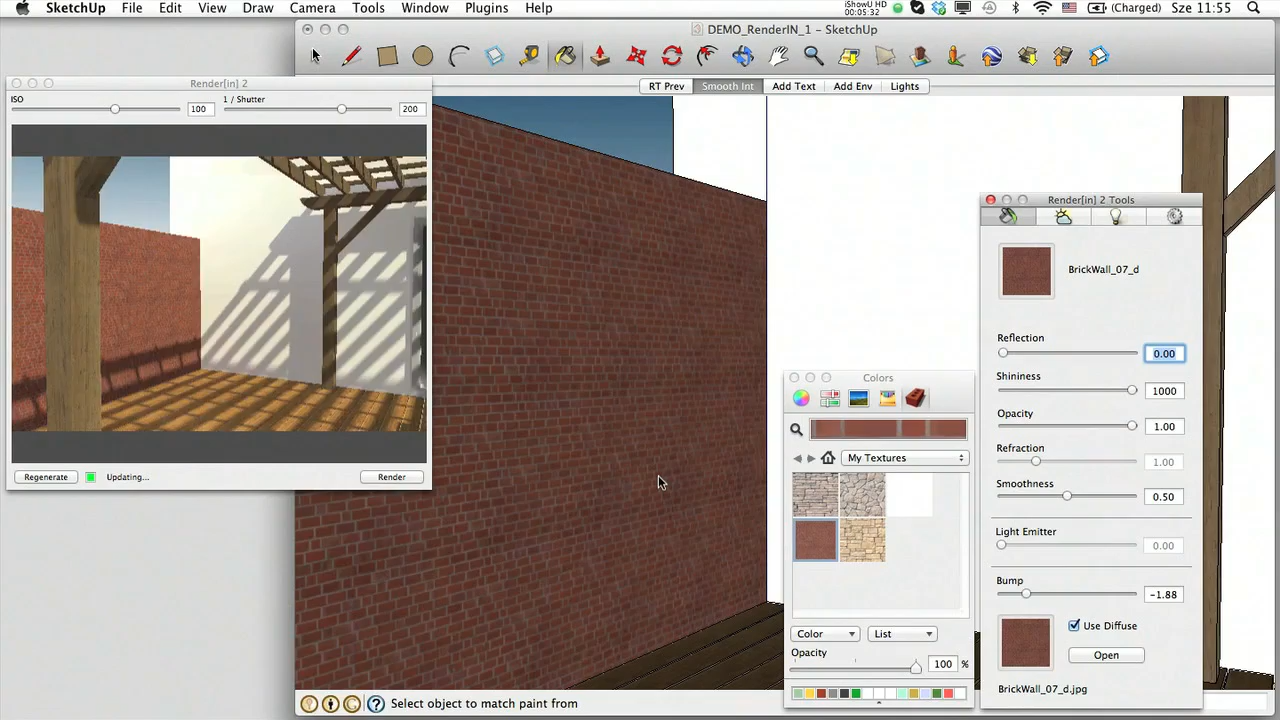 SketchUp File Edit View Draw Camera Tools Window Plugins Help
iShowU HD
00:05:32
(Charged) Sze 11:55
DEMO_RenderIN_1 – SketchUp
RT Prev Smooth Int Add Text Add Env Lights
Render[in] 2
ISO 100 1 / Shutter 200
Regenerate Updating... Render
Colors
My Textures
Color List
Opacity
100 %
Render[in] 2 Tools
BrickWall_07_d
Reflection
0.00
Shininess
1000
Opacity
1.00
Refraction
1.00
Smoothness
0.50
Light Emitter
0.00
Bump
-1.88
Use Diffuse
Open
BrickWall_07_d.jpg
Select object to match paint from